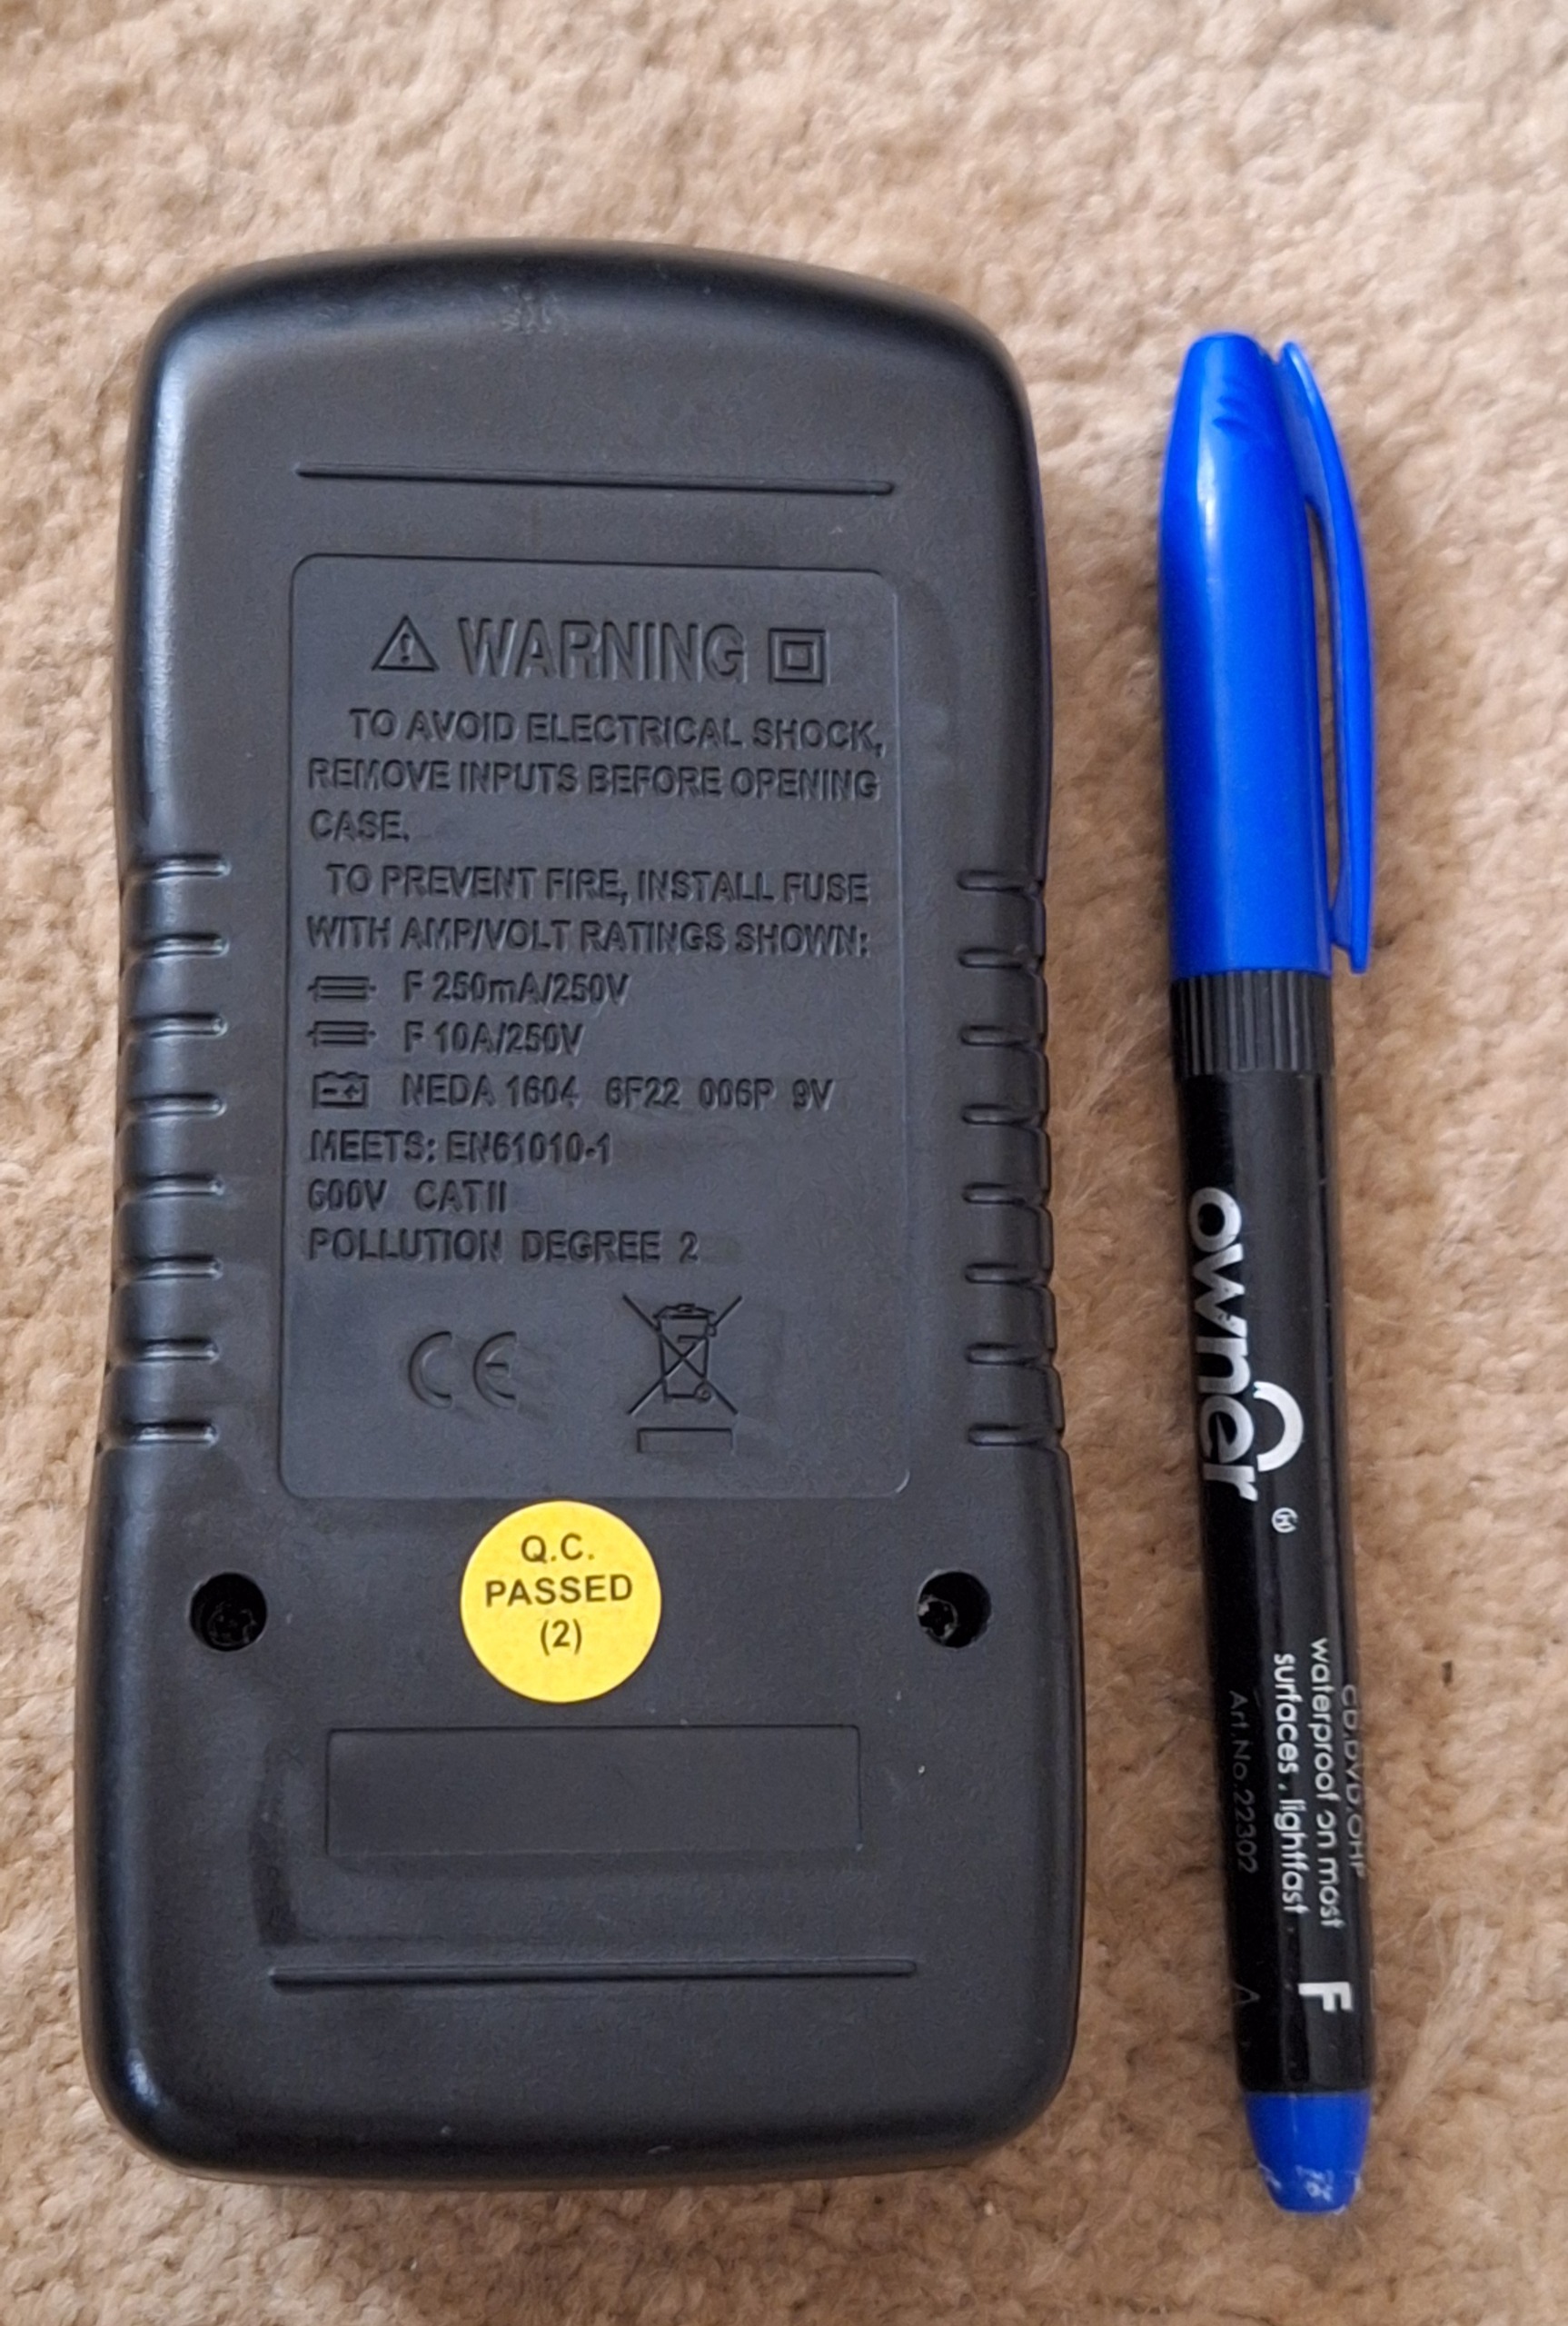 WARNING
TO AVOID ELECTRICAL SHOCK,
REMOVE INPUTS BEFORE OPENING
CASE.
TO PREVENT FIRE, INSTALL FUSE
WITH AMP/VOLT RATINGS SHOWN:
F 250mA/250V
F 10A/250V
NEDA 1604 6F22 006P 9V
MEETS: EN61010-1
600V CATII
POLLUTION DEGREE 2
CE
Q.C.
PASSED
(2)
owner
CD.DVD.OHP
waterproof on most
surfaces . lightfast
Art.No.22302
F